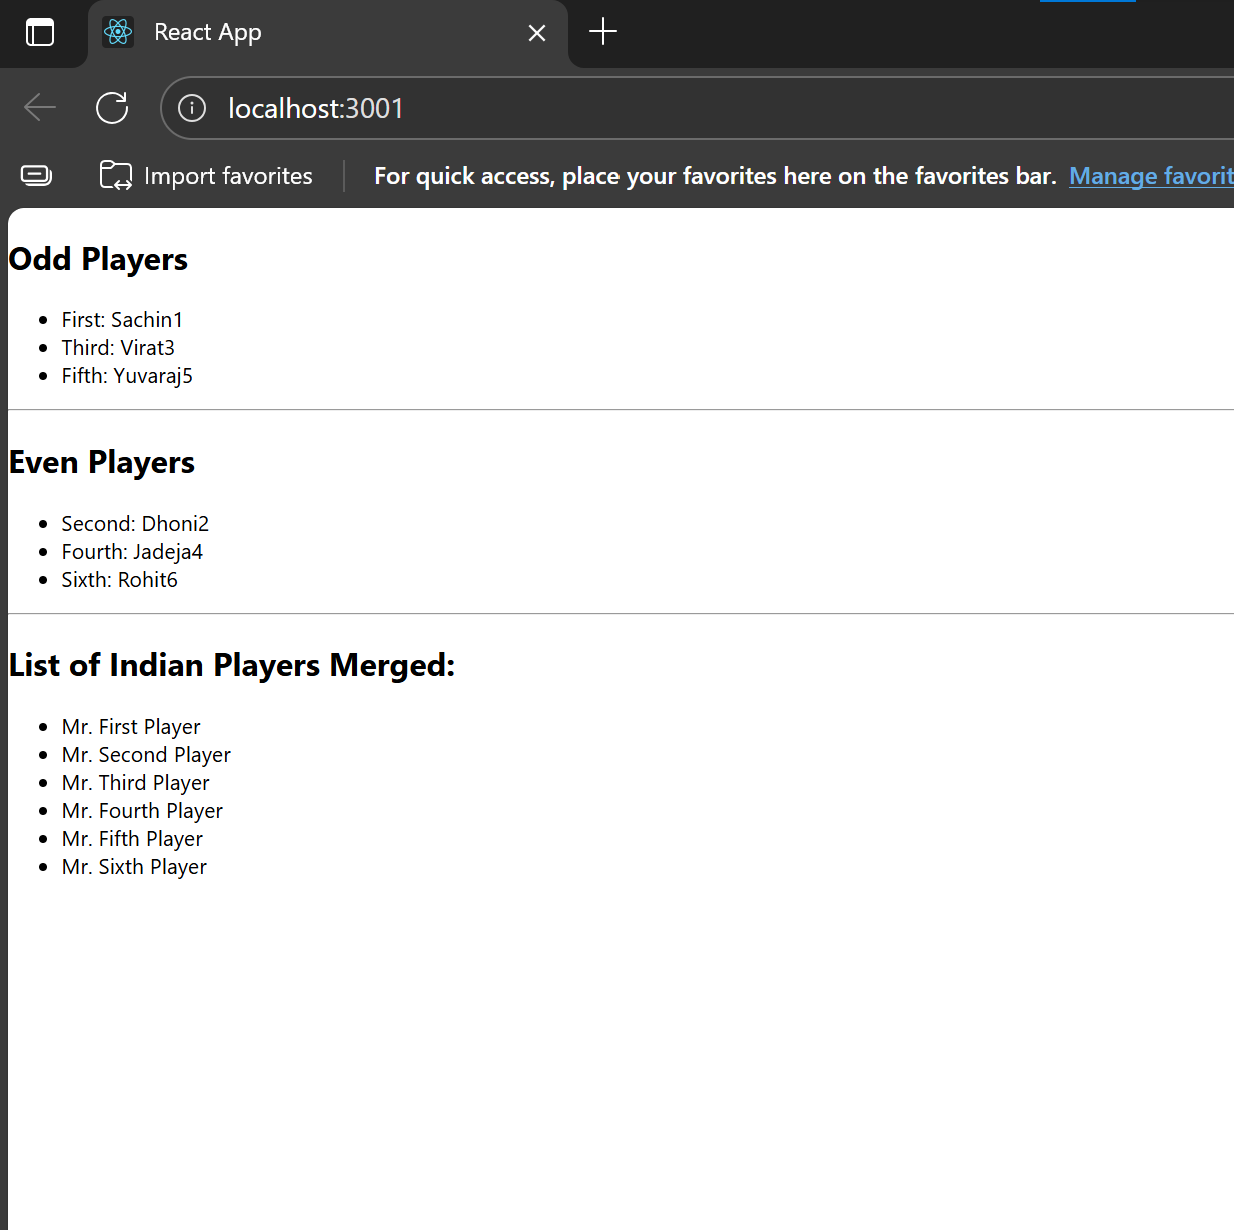 React App
localhost:3001
Import favorites For quick access, place your favorites here on the favorites bar. Manage favorit
Odd Players
First: Sachin1
Third: Virat3
Fifth: Yuvaraj5
Even Players
Second: Dhoni2
Fourth: Jadeja4
Sixth: Rohit6
List of Indian Players Merged:
Mr. First Player
Mr. Second Player
Mr. Third Player
Mr. Fourth Player
Mr. Fifth Player
Mr. Sixth Player